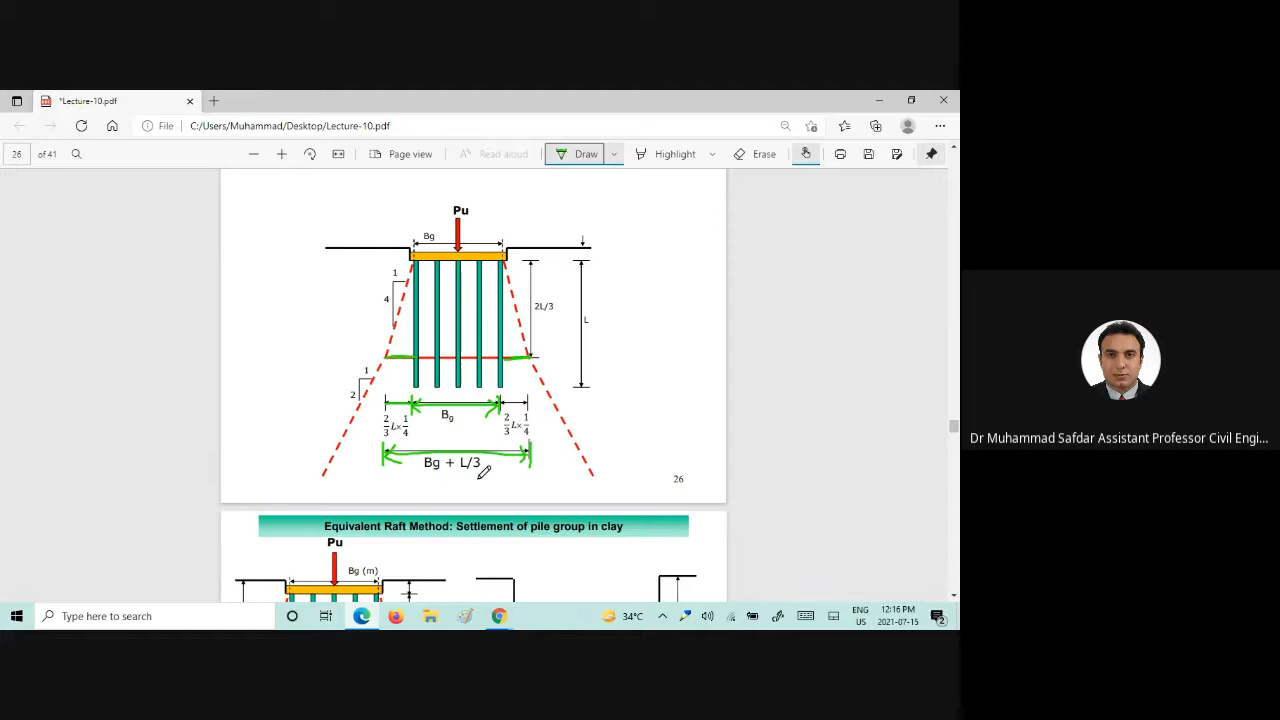 *Lecture-10.pdf
File
C:/Users/Muhammad/Desktop/Lecture-10.pdf
26
of 41
Page view
Read aloud
Draw
Highlight
Erase
Pu
Bg
1
4
2L/3
L
1
2
2/3 L× 1/4
Bg
2/3 L× 1/4
Bg + L/3
26
Equivalent Raft Method: Settlement of pile group in clay
Pu
Bg (m)
Dr Muhammad Safdar Assistant Professor Civil Engi...
Type here to search
34°C
ENG
US
12:16 PM
2021-07-15
2